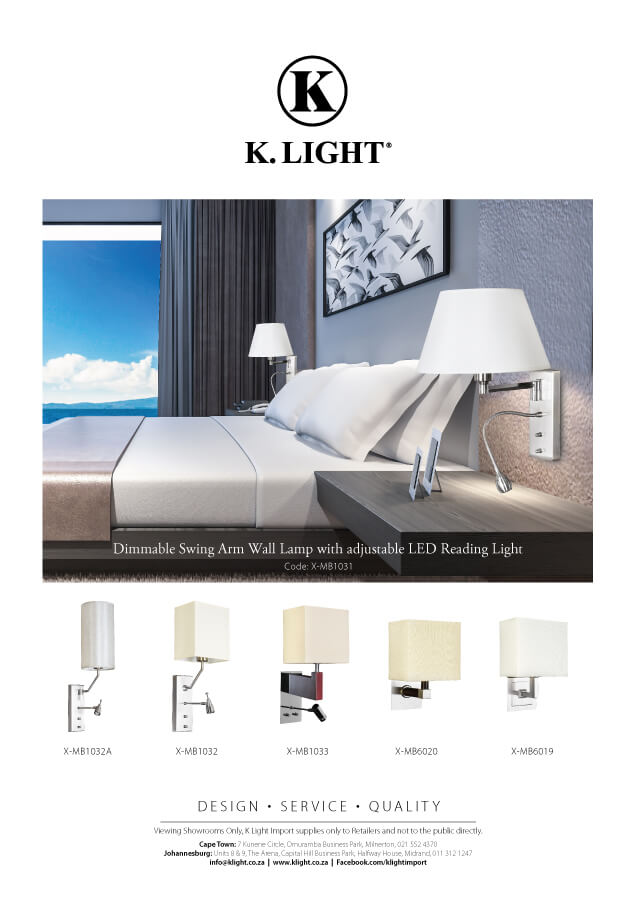 K
K. LIGHT®
Dimmable Swing Arm Wall Lamp with adjustable LED Reading Light
Code: X-MB1031
X-MB1032A
X-MB1032
X-MB1033
X-MB6020
X-MB6019
DESIGN • SERVICE • QUALITY
Viewing Showrooms Only, K Light Import supplies only to Retailers and not to the public directly.
Cape Town: 7 Kunene Circle, Omuramba Business Park, Milnerton, 021 552 4370
Johannesburg: Units 8 & 9, The Arena, Capital Hill Business Park, Halfway House, Midrand, 011 312 1247
info@klight.co.za | www.klight.co.za | Facebook.com/klightimport